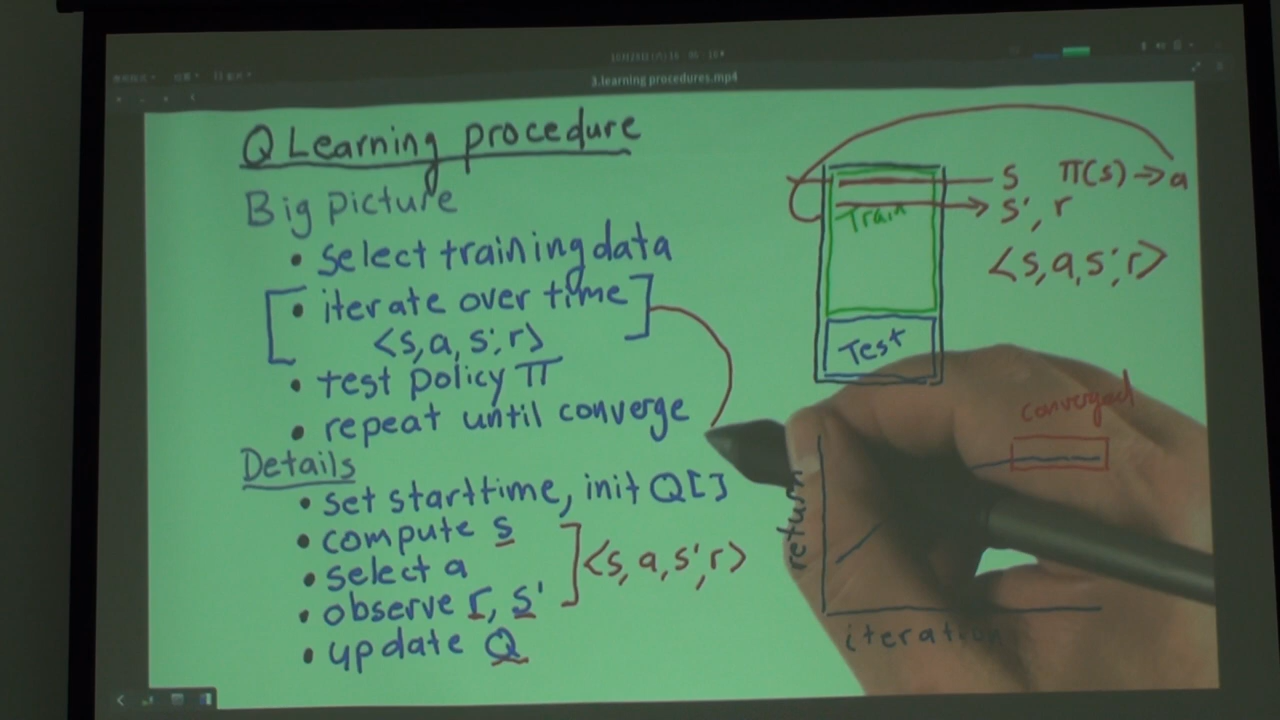 3.learning procedures.mp4
Q Learning procedure
Big picture
• select training data
• iterate over time
<s, a, s', r>
• test policy π
• repeat until converge
Details
• set starttime, init Q[]
• compute s
• select a
• observe r, s'
• update Q
<s, a, s', r>
Train
Test
s π(s) → a
s', r
<s, a, s', r>
converged
return
iteration